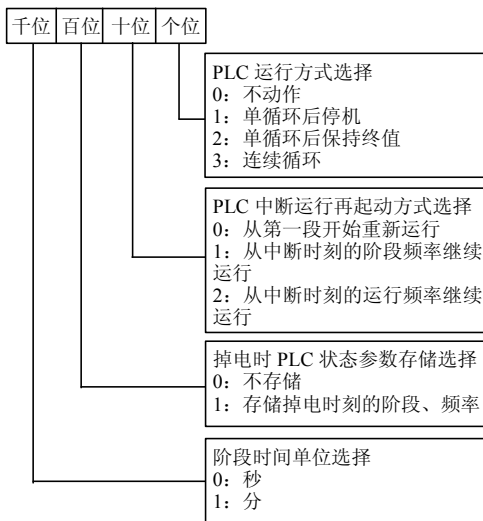 千位 百位 十位 个位
PLC 运行方式选择
0：不动作
1：单循环后停机
2：单循环后保持终值
3：连续循环
PLC 中断运行再起动方式选择
0：从第一段开始重新运行
1：从中断时刻的阶段频率继续
运行
2：从中断时刻的运行频率继续
运行
掉电时 PLC 状态参数存储选择
0：不存储
1：存储掉电时刻的阶段、频率
阶段时间单位选择
0：秒
1：分